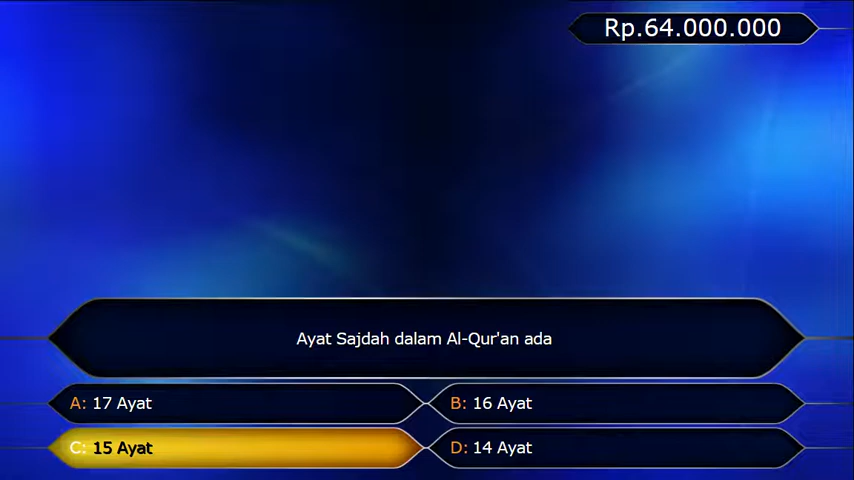 Rp.64.000.000
Ayat Sajdah dalam Al-Qur'an ada
A: 17 Ayat
B: 16 Ayat
C: 15 Ayat
D: 14 Ayat